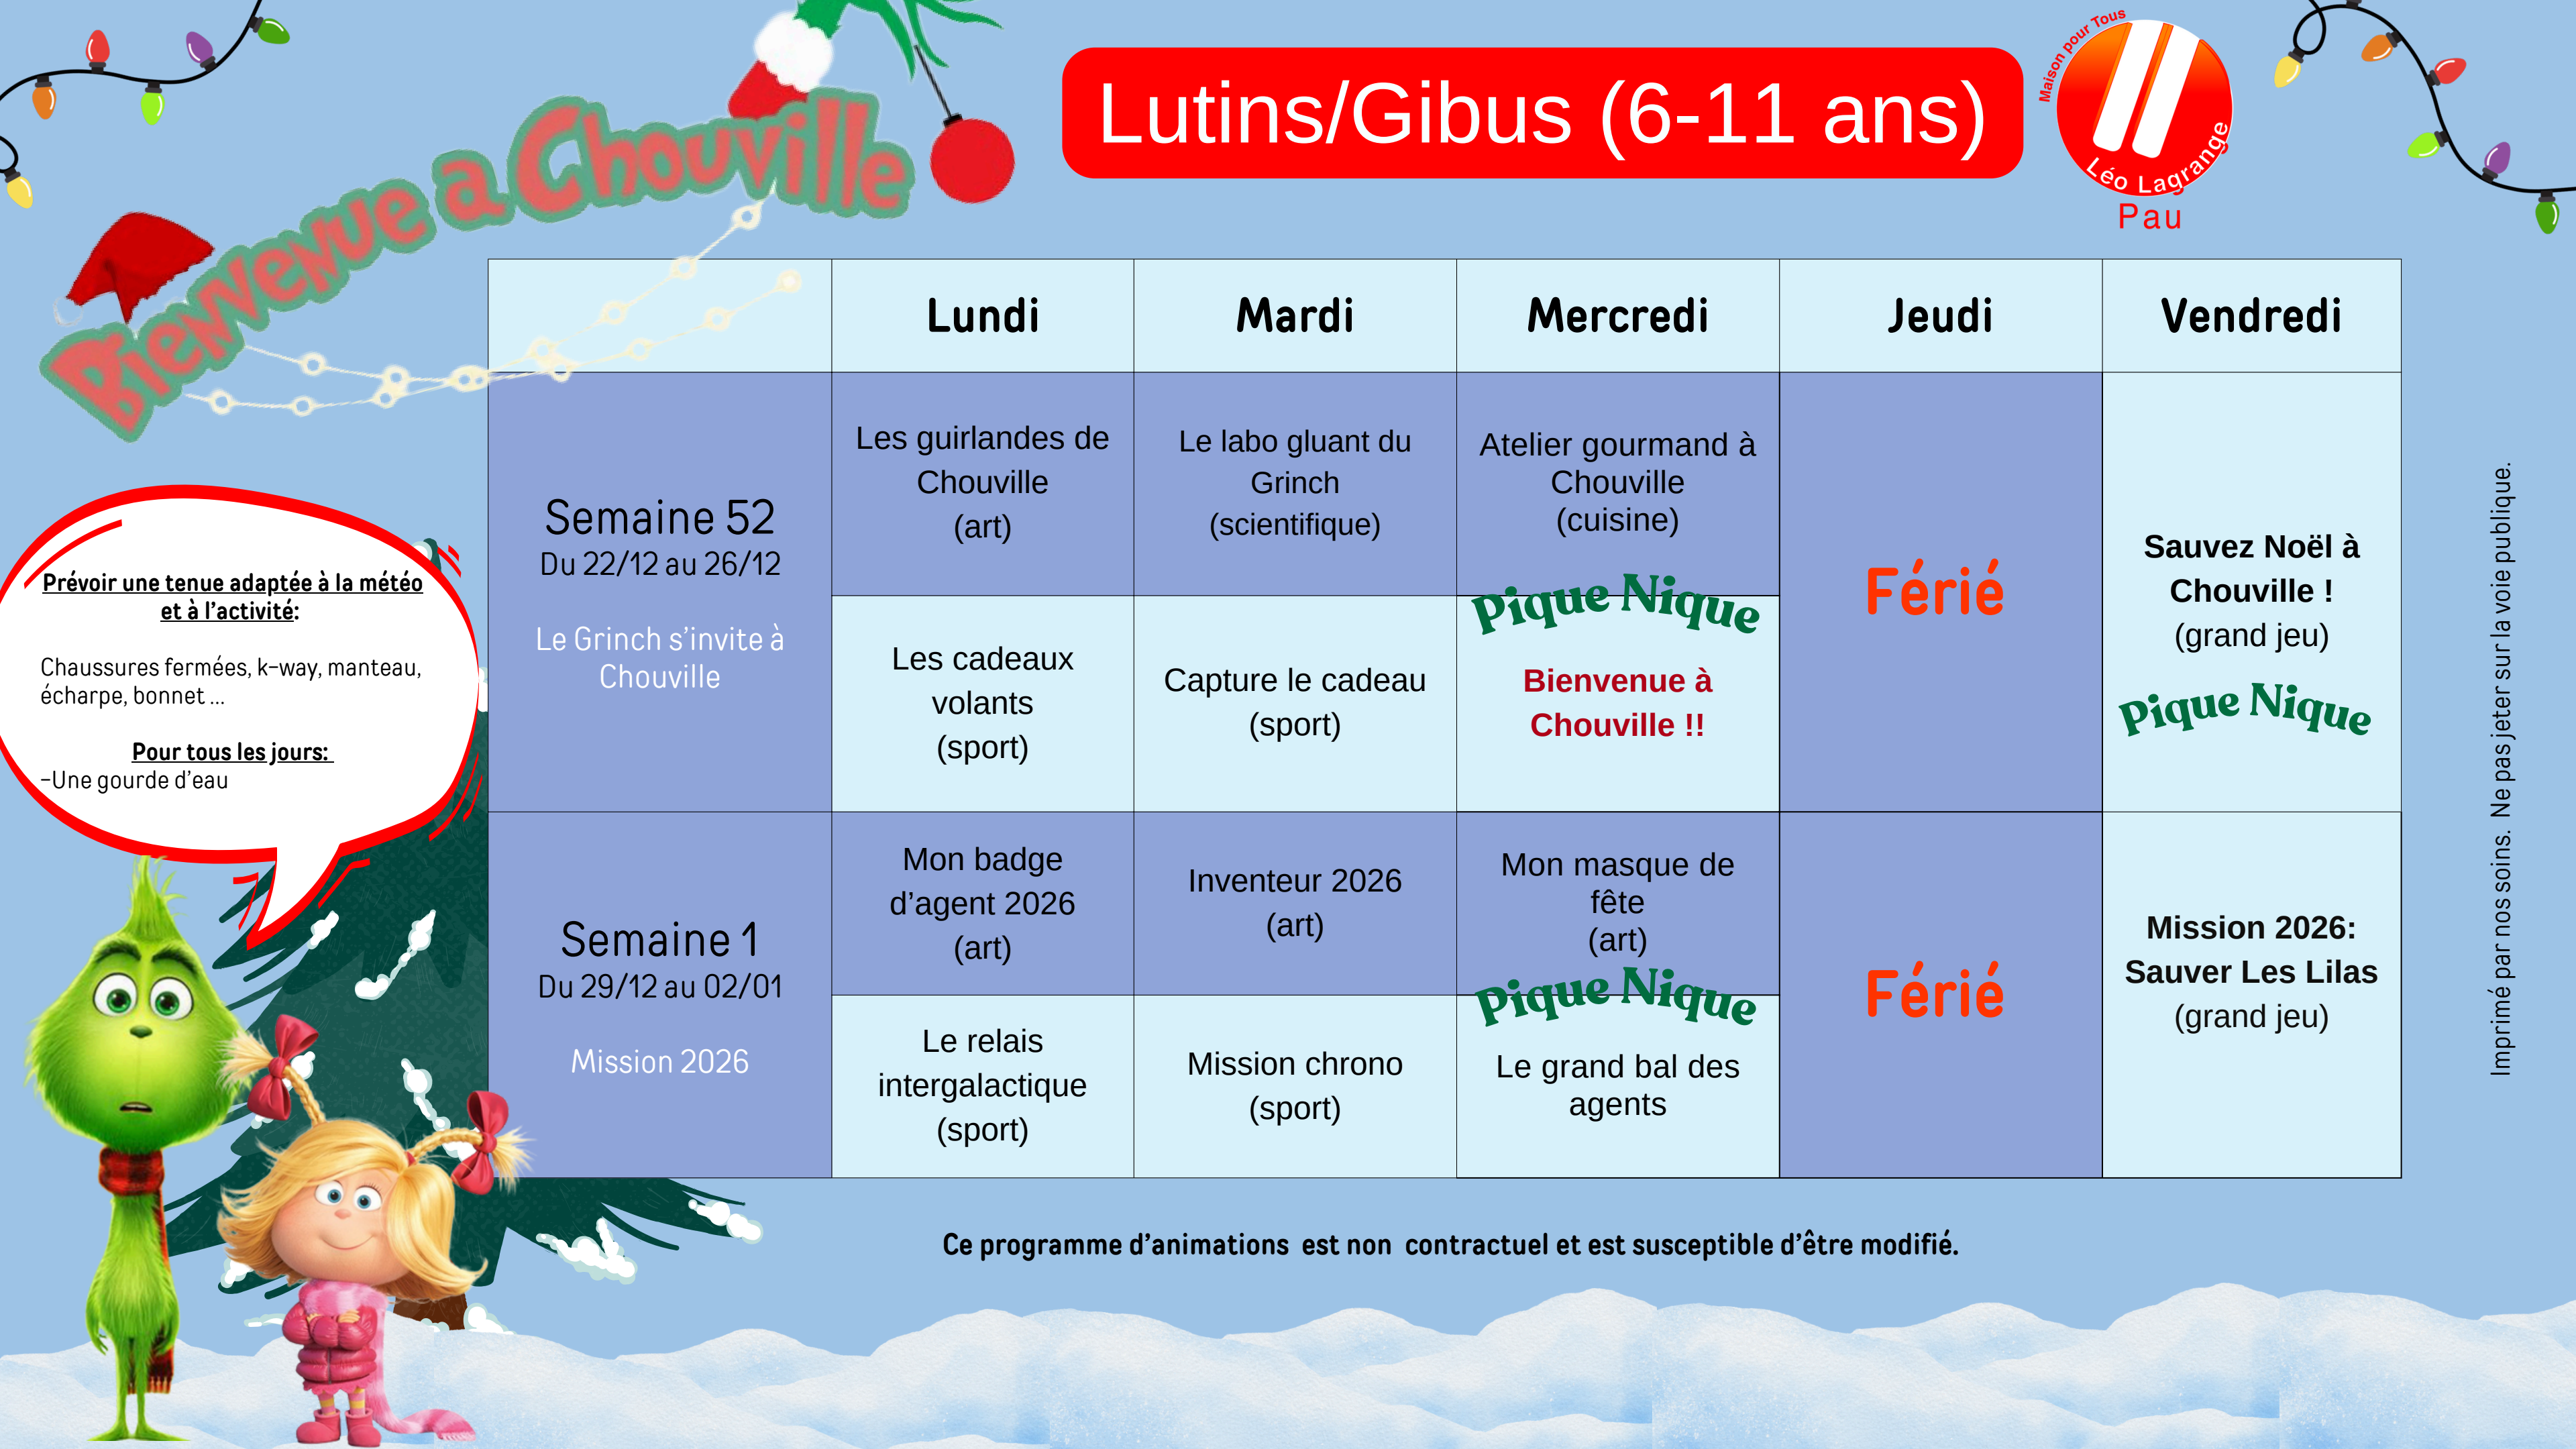 Bienvenue a Chouville
Lutins/Gibus (6-11 ans)
Maison pour Tous
Léo Lagrange
Pau
Lundi
Mardi
Mercredi
Jeudi
Vendredi
Semaine 52
Du 22/12 au 26/12
Le Grinch s’invite à
Chouville
Les guirlandes de
Chouville
(art)
Le labo gluant du
Grinch
(scientifique)
Atelier gourmand à
Chouville
(cuisine)
Pique Nique
Férié
Sauvez Noël à
Chouville !
(grand jeu)
Pique Nique
Les cadeaux
volants
(sport)
Capture le cadeau
(sport)
Bienvenue à
Chouville !!
Semaine 1
Du 29/12 au 02/01
Mission 2026
Mon badge
d’agent 2026
(art)
Inventeur 2026
(art)
Mon masque de
fête
(art)
Pique Nique
Férié
Mission 2026:
Sauver Les Lilas
(grand jeu)
Le relais
intergalactique
(sport)
Mission chrono
(sport)
Le grand bal des
agents
Prévoir une tenue adaptée à la météo
et à l’activité:
Chaussures fermées, k-way, manteau,
écharpe, bonnet ...
Pour tous les jours:
-Une gourde d’eau
Ce programme d’animations est non contractuel et est susceptible d’être modifié.
Imprimé par nos soins. Ne pas jeter sur la voie publique.